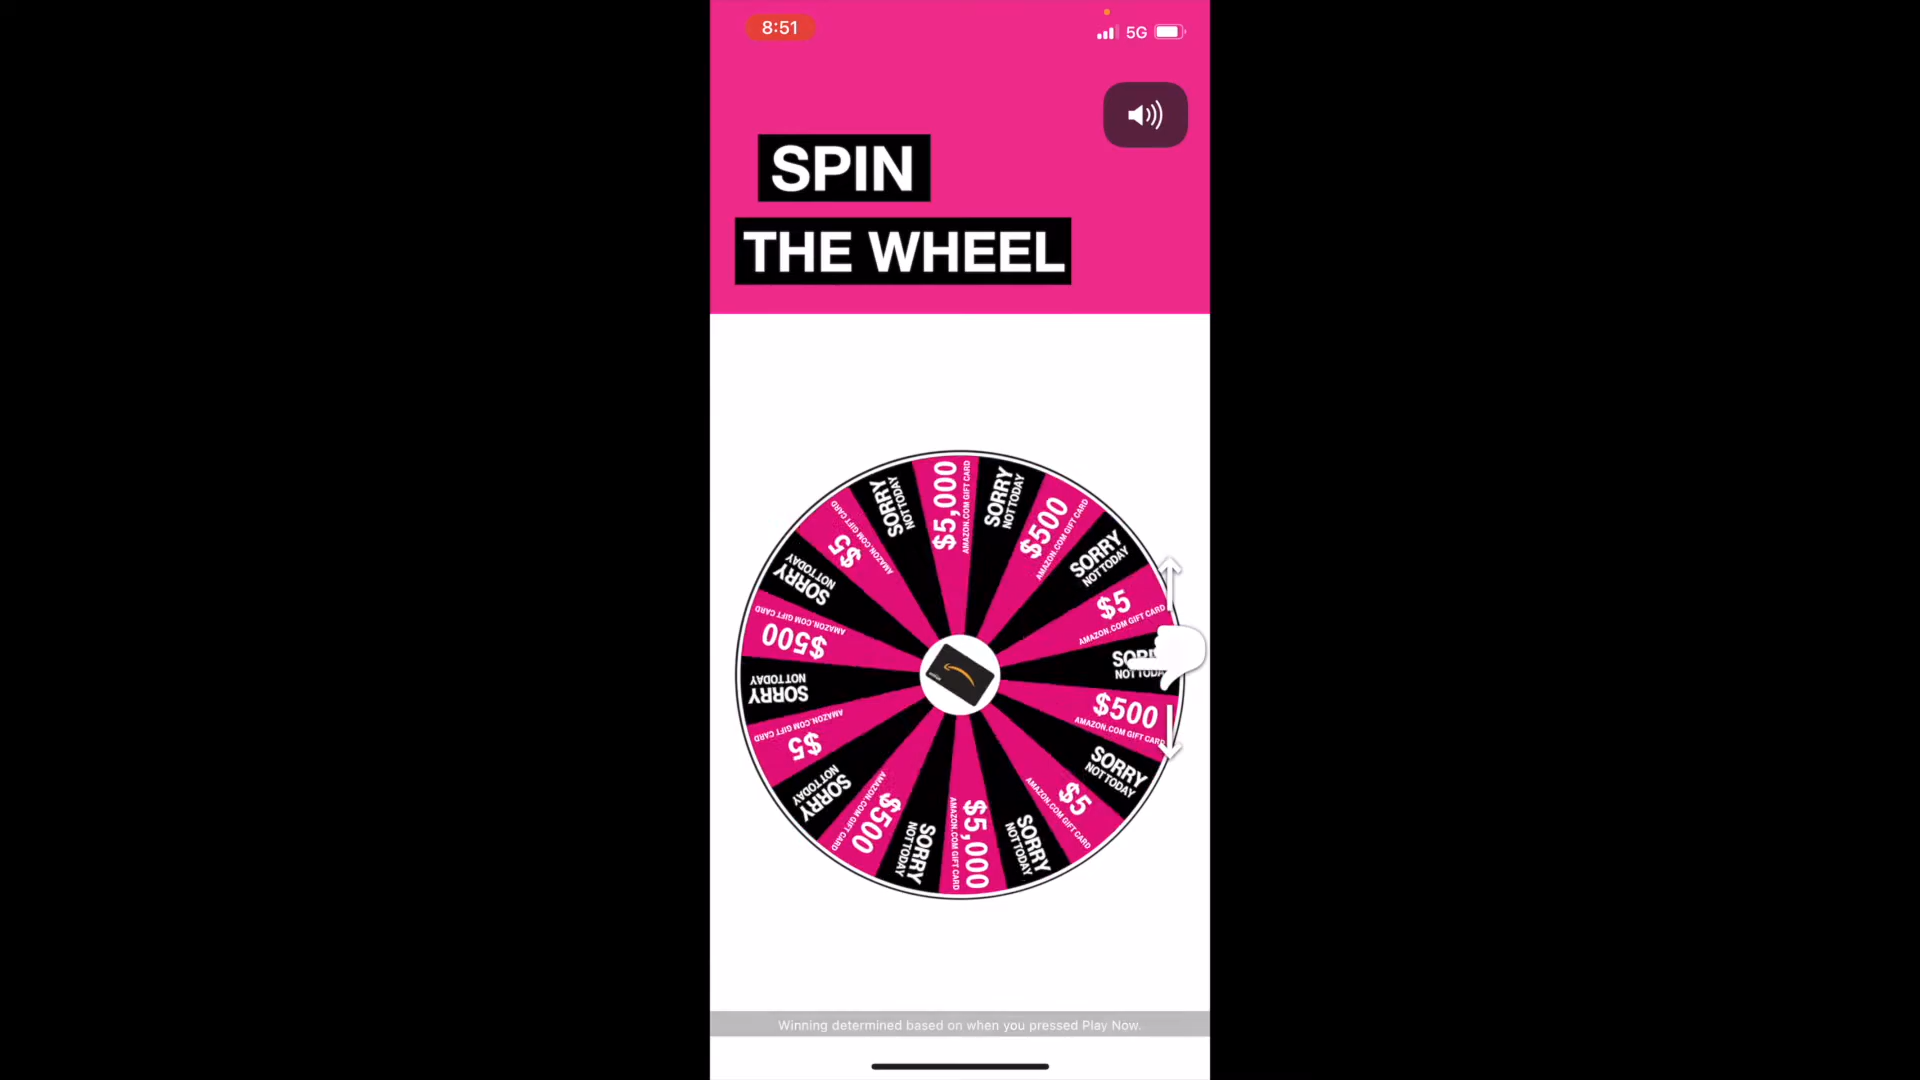 8:51
5G
SPIN
THE WHEEL
$5,000
AMAZON.COM GIFT CARD
SORRY
NOT TODAY
$500
AMAZON.COM GIFT CARD
SORRY
NOT TODAY
$5
AMAZON.COM GIFT CARD
SORRY
NOT TODAY
$500
AMAZON.COM GIFT CARD
SORRY
NOT TODAY
$5
AMAZON.COM GIFT CARD
SORRY
NOT TODAY
$5,000
AMAZON.COM GIFT CARD
SORRY
NOT TODAY
$500
AMAZON.COM GIFT CARD
SORRY
NOT TODAY
$5
AMAZON.COM GIFT CARD
SORRY
NOT TODAY
$500
AMAZON.COM GIFT CARD
SORRY
NOT TODAY
$5
AMAZON.COM GIFT CARD
SORRY
NOT TODAY
Winning determined based on when you pressed Play Now.